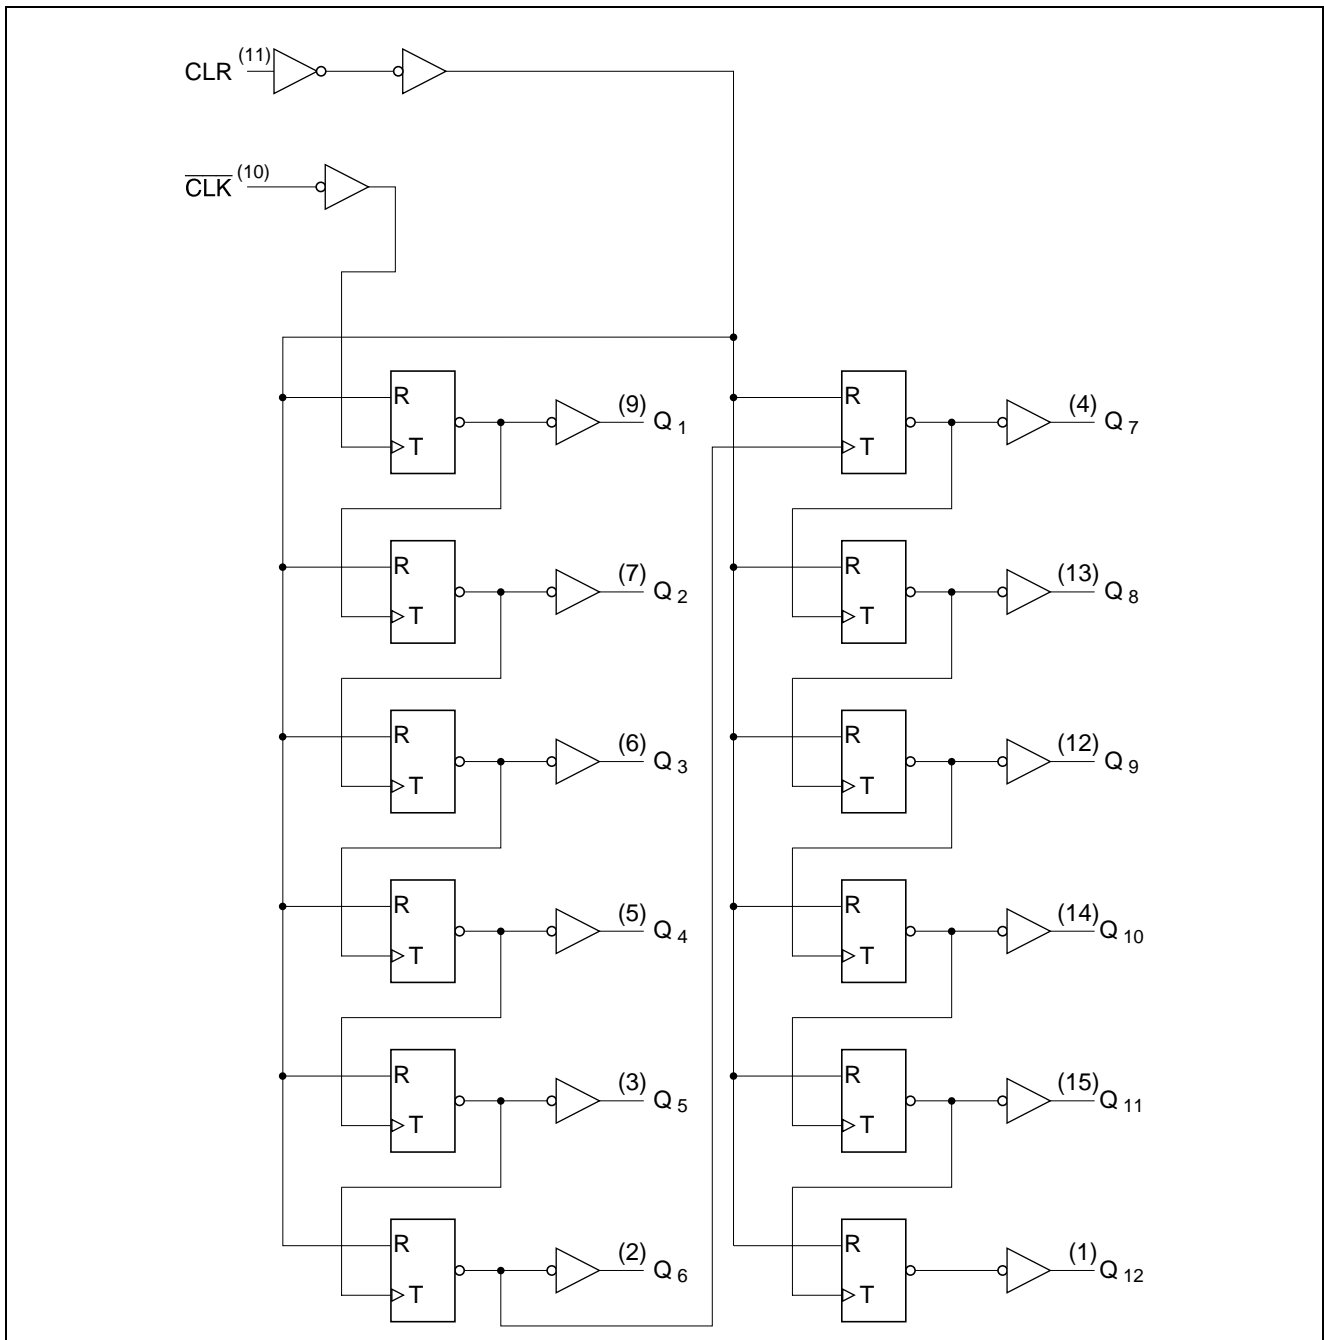 CLR (11)
CLK (10)
R
T
(9) Q 1
R
T
(4) Q 7
R
T
(7) Q 2
R
T
(13) Q 8
R
T
(6) Q 3
R
T
(12) Q 9
R
T
(5) Q 4
R
T
(14) Q 10
R
T
(3) Q 5
R
T
(15) Q 11
R
T
(2) Q 6
R
T
(1) Q 12